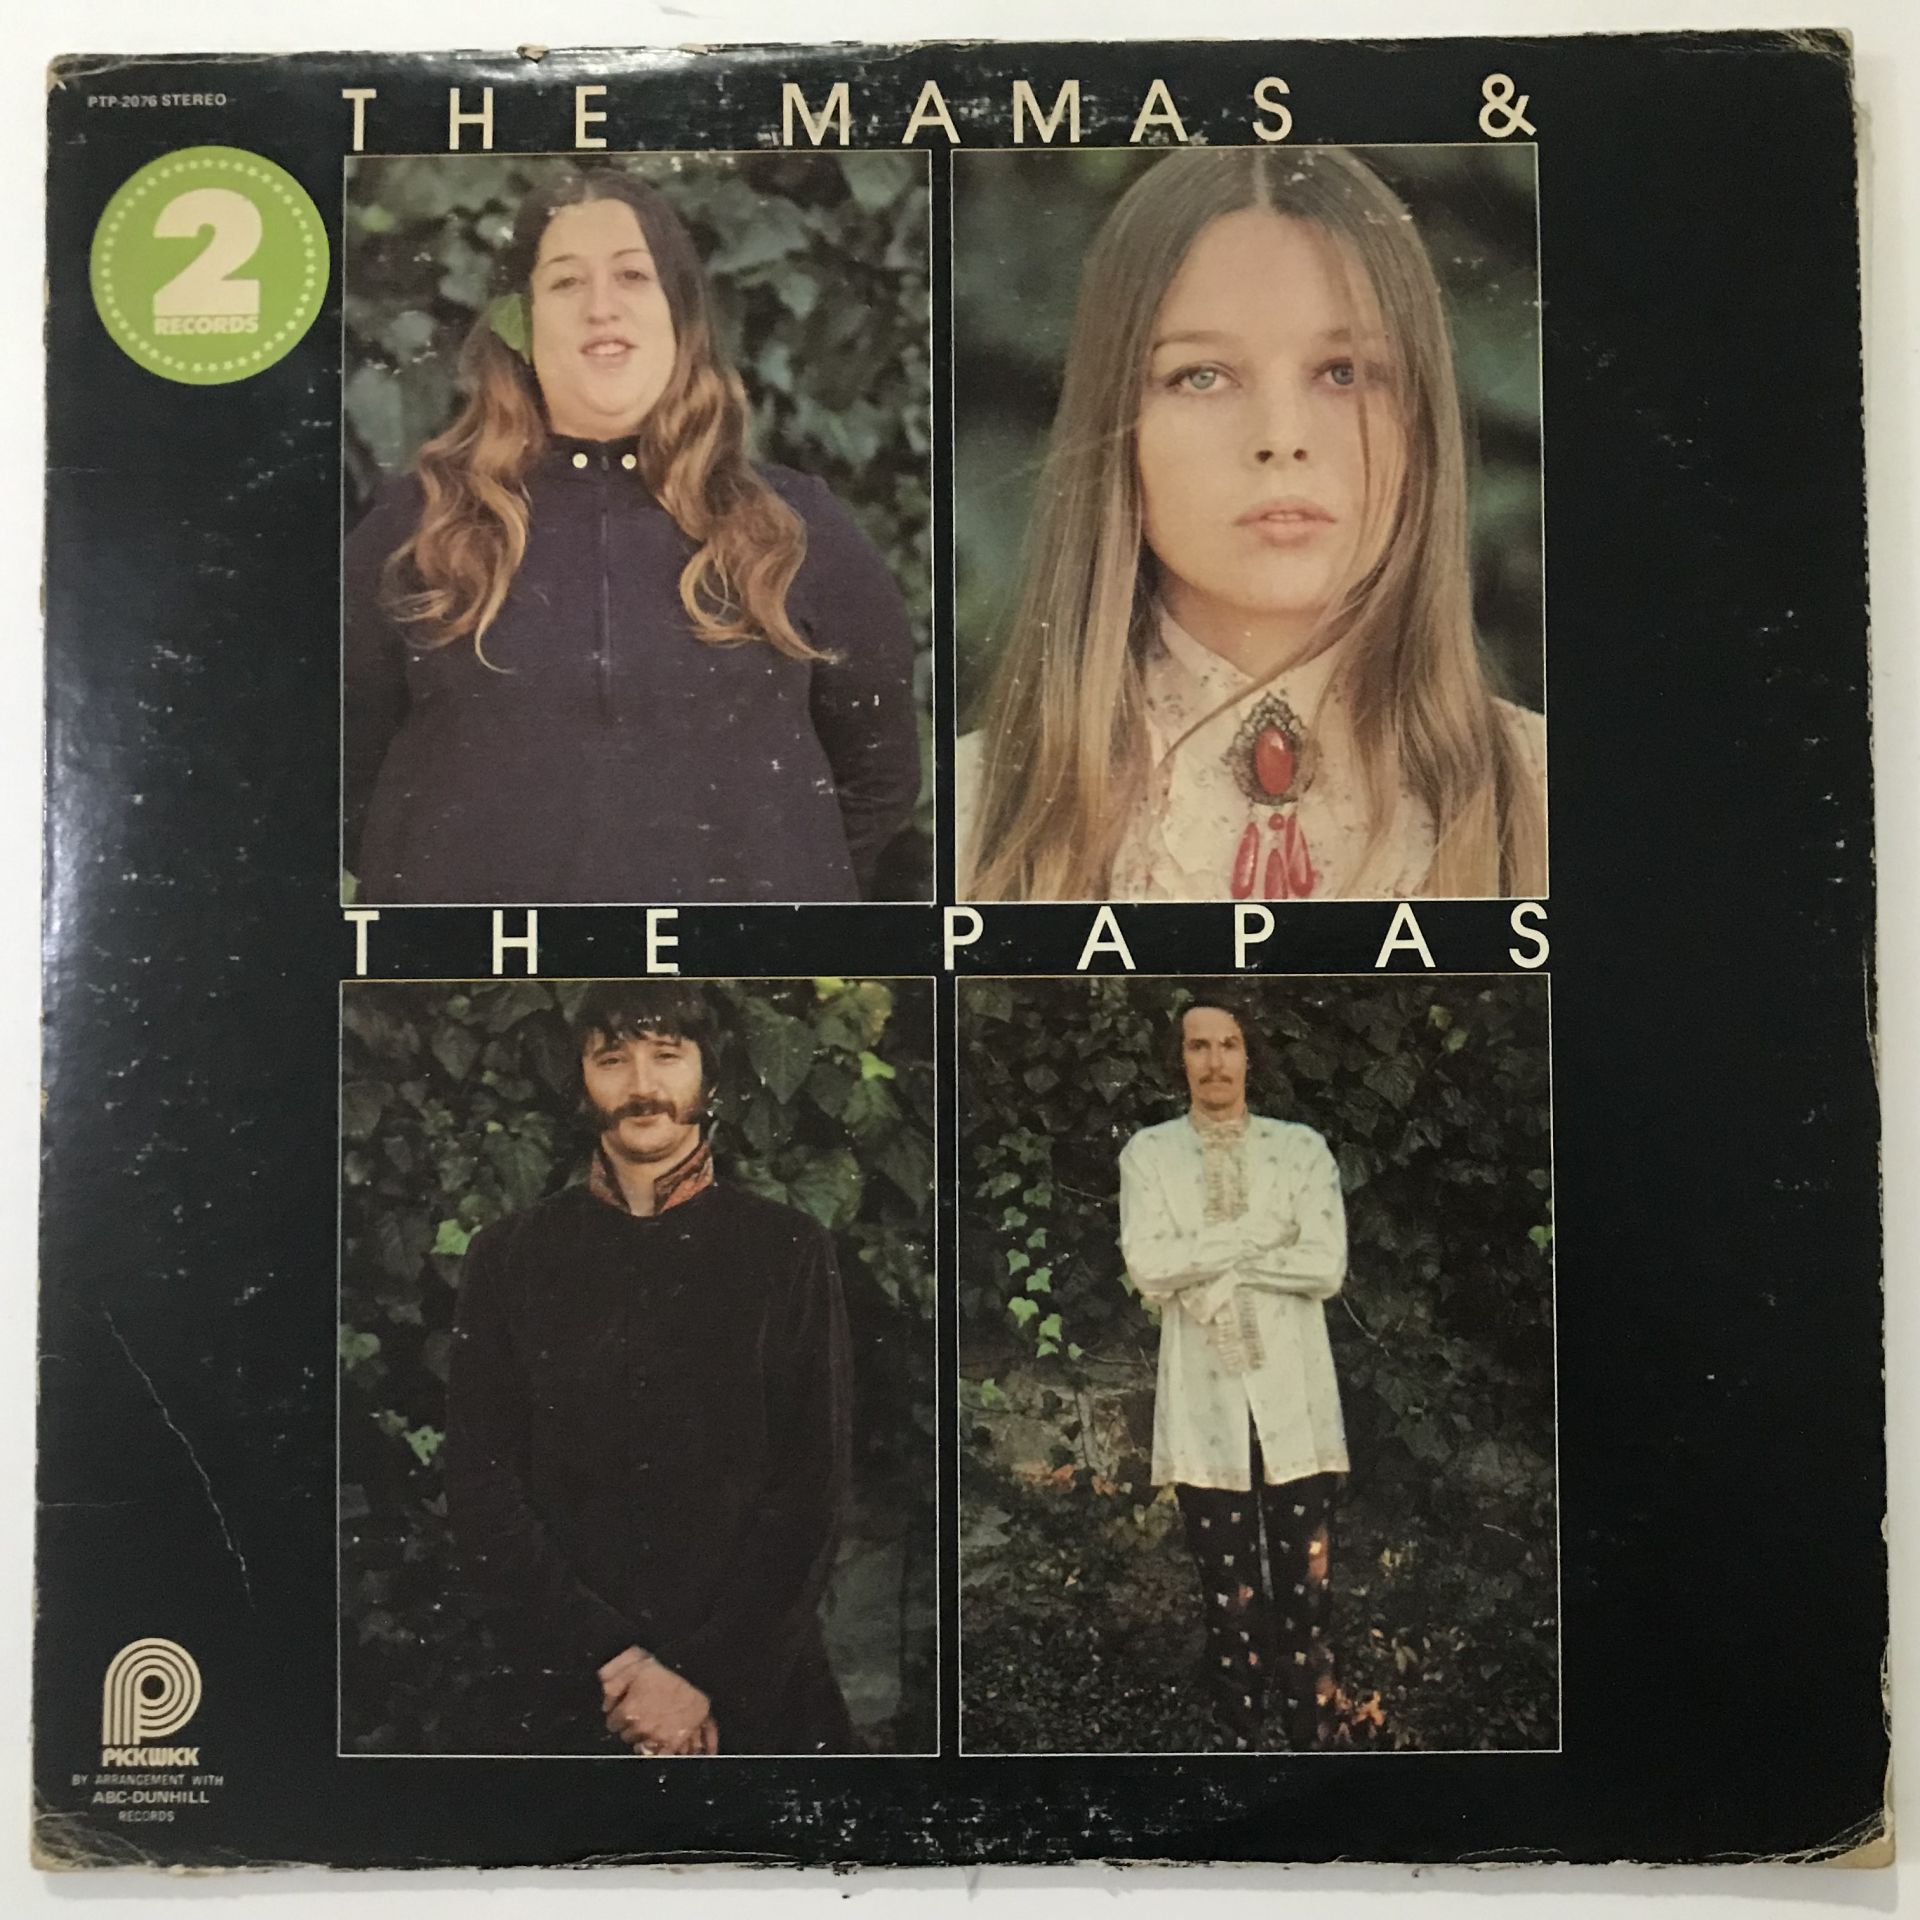 PTP-2076 STEREO
THE MAMAS &
2
RECORDS
THE PAPAS
PICKWICK
BY ARRANGEMENT WITH
ABC-DUNHILL
RECORDS